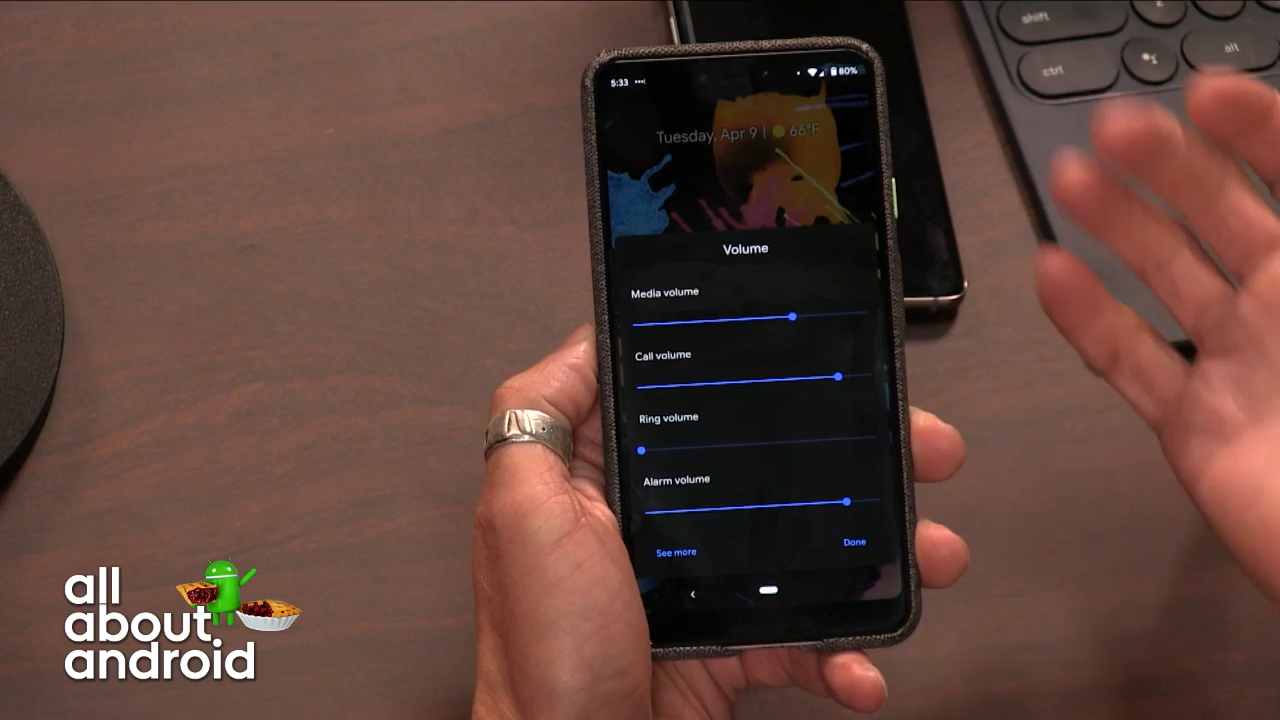 shift
z
ctrl
alt
5:33
80%
Tuesday, Apr 9 | 66°F
Volume
Media volume
Call volume
Ring volume
Alarm volume
See more
Done
all
about
android